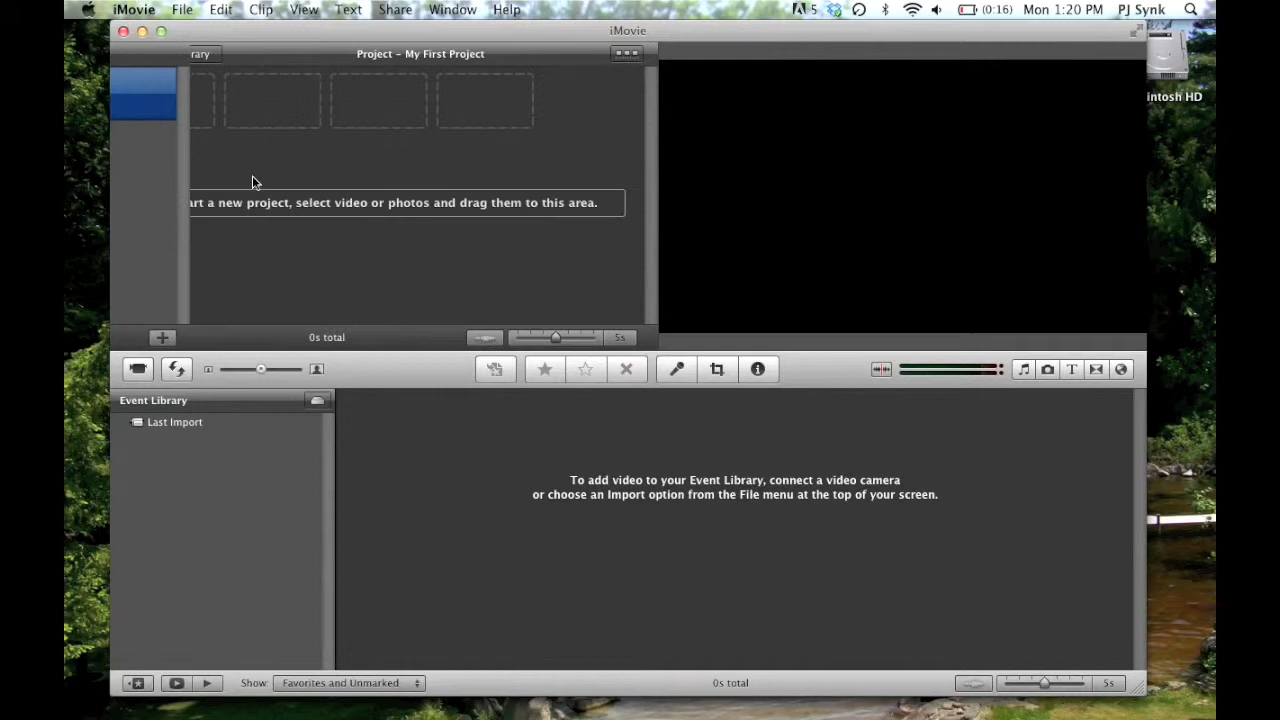 iMovie File Edit Clip View Text Share Window Help 5 (0:16) Mon 1:20 PM PJ Synk
iMovie
rary Project - My First Project
intosh HD
art a new project, select video or photos and drag them to this area.
0s total 5s
Event Library
Last Import
To add video to your Event Library, connect a video camera
or choose an Import option from the File menu at the top of your screen.
Show: Favorites and Unmarked 0s total 5s